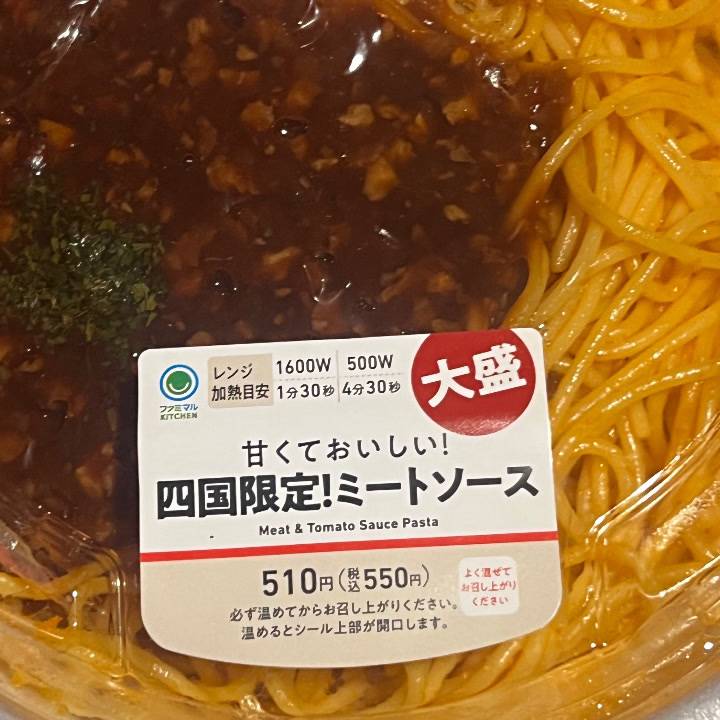 ファミマル
KITCHEN
レンジ
加熱目安
1600W 500W
1分30秒 4分30秒
大盛
甘くておいしい!
四国限定!ミートソース
Meat & Tomato Sauce Pasta
510円(税込550円)
よく混ぜて
お召し上がり
ください
必ず温めてからお召し上がりください。
温めるとシール上部が開口します。